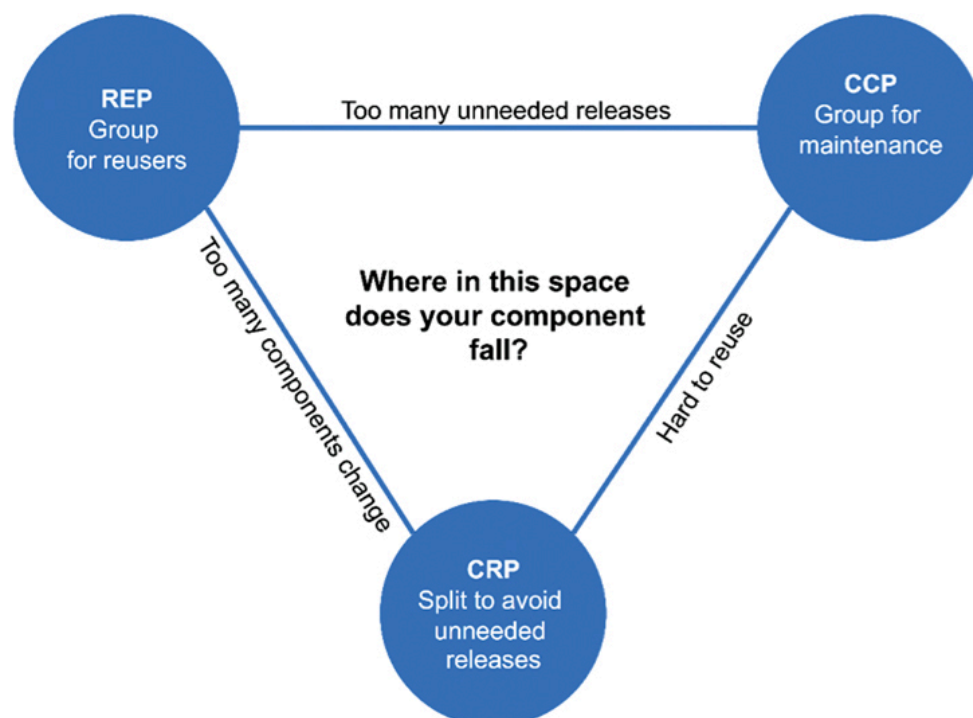 REP
Group
for reusers
Too many unneeded releases
CCP
Group for
maintenance
Too many components change
Where in this space
does your component
fall?
Hard to reuse
CRP
Split to avoid
unneeded
releases